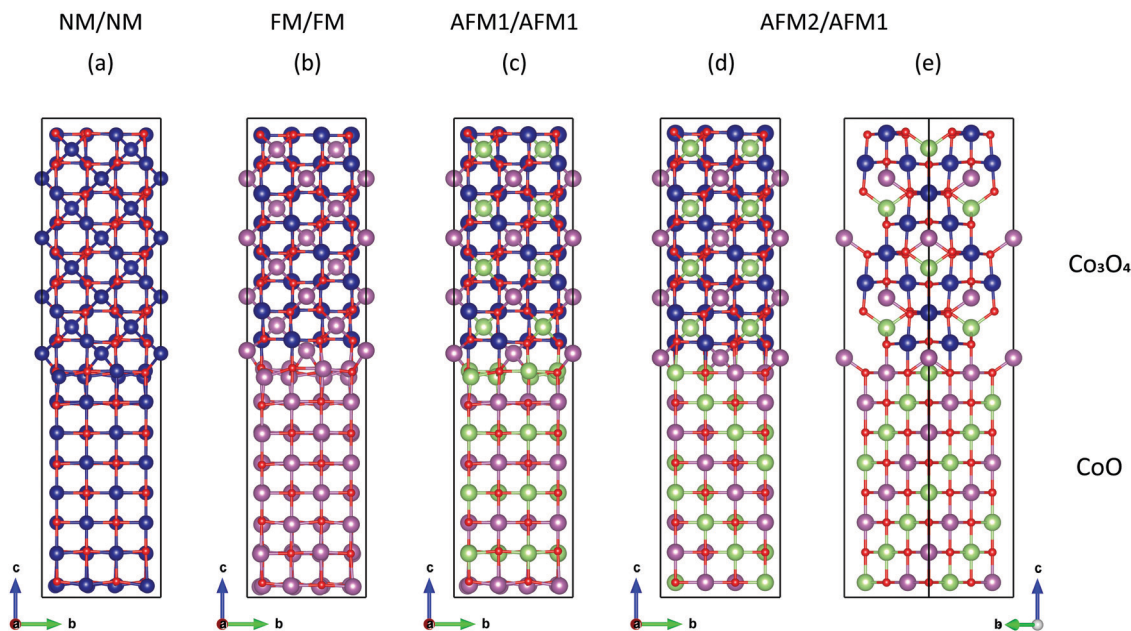 NM/NM FM/FM AFM1/AFM1 AFM2/AFM1
(a) (b) (c) (d) (e)
Co₃O₄
CoO
c c c c c
a b a b a b a b b